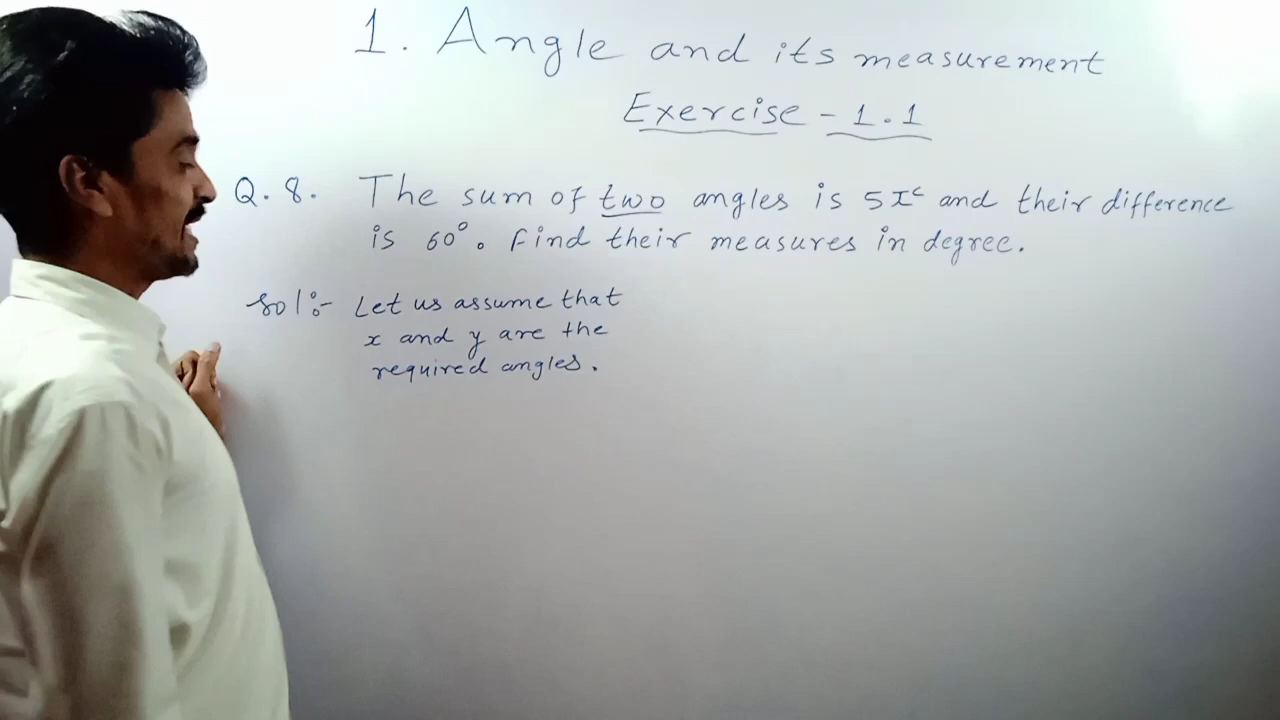 1. Angle and its measurement
Exercise - 1.1
Q. 8. The sum of two angles is 5πᶜ and their difference
is 60°. Find their measures in degree.
Sol:- Let us assume that
x and y are the
required angles.